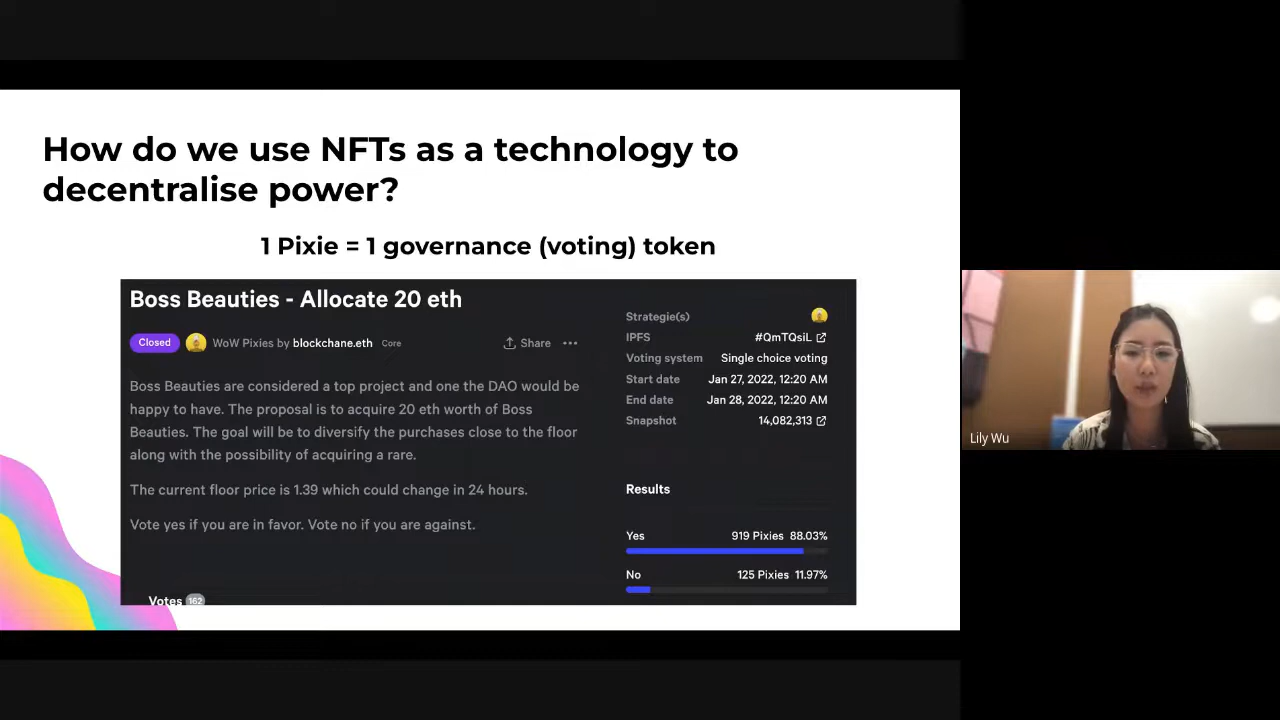 How do we use NFTs as a technology to
decentralise power?
1 Pixie = 1 governance (voting) token
Boss Beauties - Allocate 20 eth
Closed WoW Pixies by blockchane.eth Core Share
Boss Beauties are considered a top project and one the DAO would be
happy to have. The proposal is to acquire 20 eth worth of Boss
Beauties. The goal will be to diversify the purchases close to the floor
along with the possibility of acquiring a rare.
The current floor price is 1.39 which could change in 24 hours.
Vote yes if you are in favor. Vote no if you are against.
Votes 162
Strategie(s)
IPFS #QmTQsiL
Voting system Single choice voting
Start date Jan 27, 2022, 12:20 AM
End date Jan 28, 2022, 12:20 AM
Snapshot 14,082,313
Results
Yes 919 Pixies 88.03%
No 125 Pixies 11.97%
Lily Wu